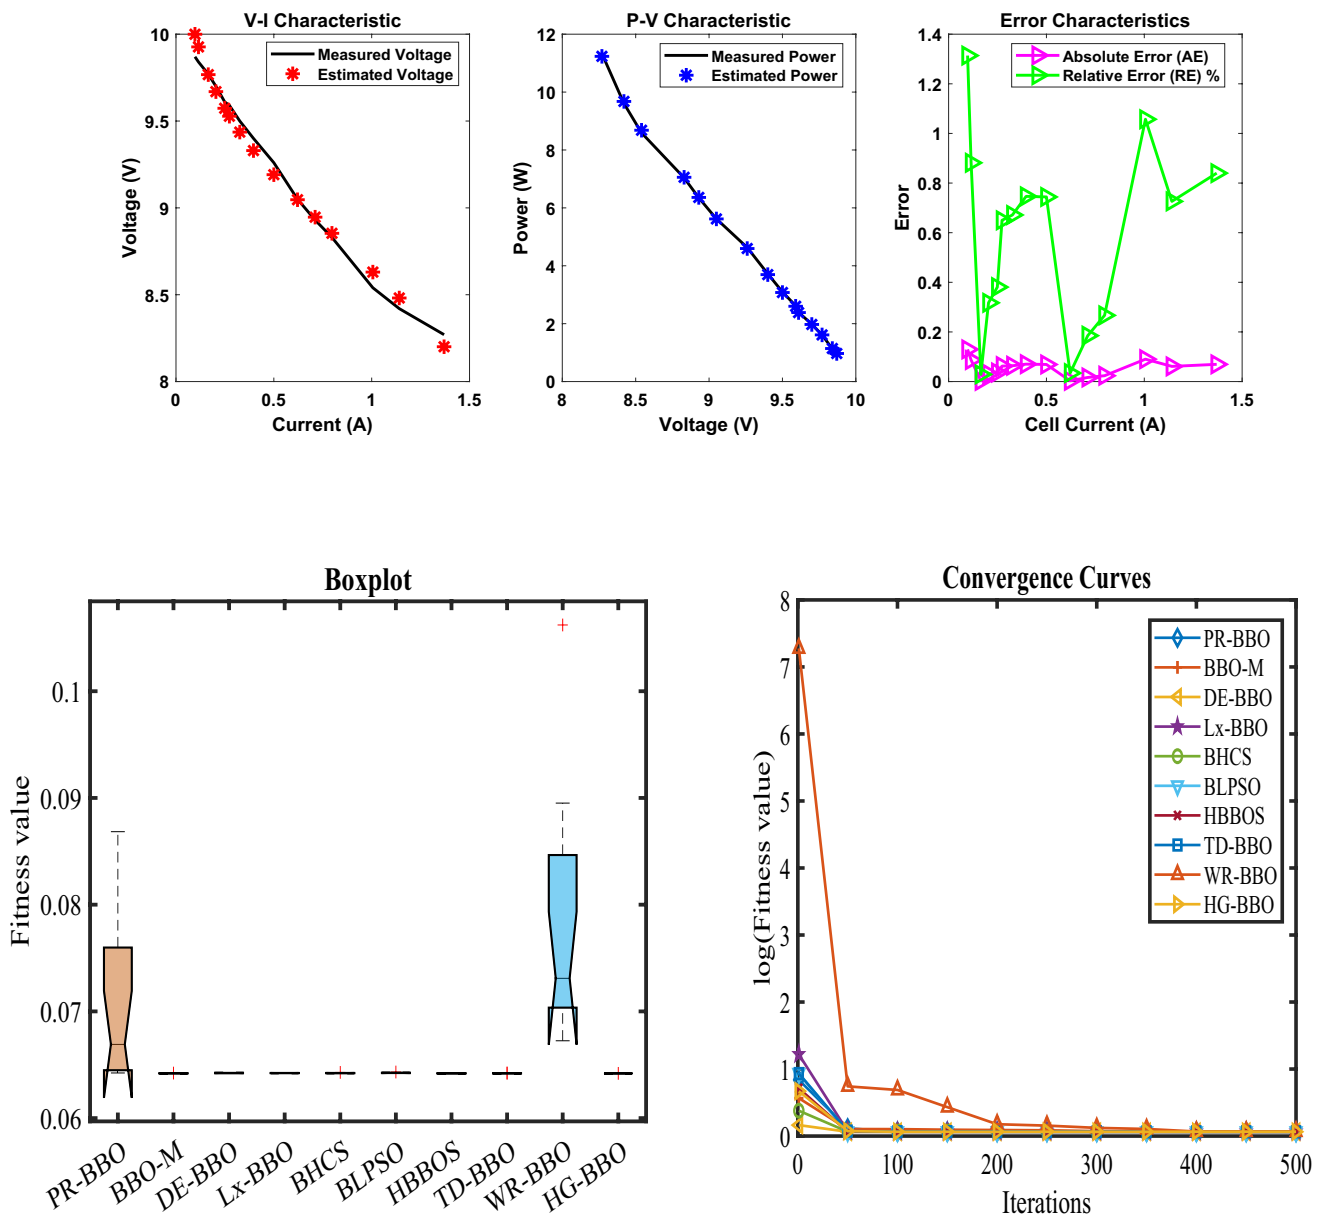 V-I Characteristic
10
9.5
9
8.5
8
0
0.5
1
1.5
Voltage (V)
Current (A)
Measured Voltage
Estimated Voltage
P-V Characteristic
12
10
8
6
4
2
0
8
8.5
9
9.5
10
Power (W)
Voltage (V)
Measured Power
Estimated Power
Error Characteristics
1.4
1.2
1
0.8
0.6
0.4
0.2
0
0
0.5
1
1.5
Error
Cell Current (A)
Absolute Error (AE)
Relative Error (RE) %
Boxplot
0.1
0.09
0.08
0.07
0.06
Fitness value
PR-BBO
BBO-M
DE-BBO
Lx-BBO
BHCS
BLPSO
HBBOS
TD-BBO
WR-BBO
HG-BBO
Convergence Curves
8
7
6
5
4
3
2
1
0
0
100
200
300
400
500
log(Fitness value)
Iterations
PR-BBO
BBO-M
DE-BBO
Lx-BBO
BHCS
BLPSO
HBBOS
TD-BBO
WR-BBO
HG-BBO